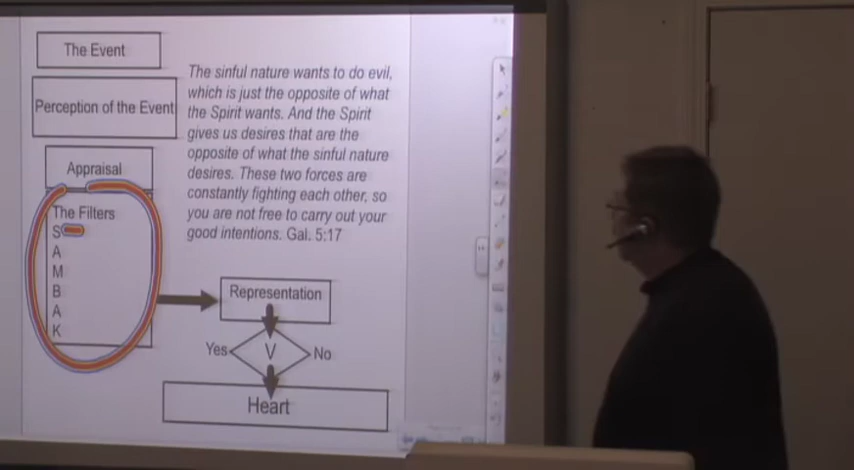 The Event
Perception of the Event
Appraisal
The Filters
S
A
M
B
A
K
The sinful nature wants to do evil,
which is just the opposite of what
the Spirit wants. And the Spirit
gives us desires that are the
opposite of what the sinful nature
desires. These two forces are
constantly fighting each other, so
you are not free to carry out your
good intentions. Gal. 5:17
Representation
Yes V No
Heart